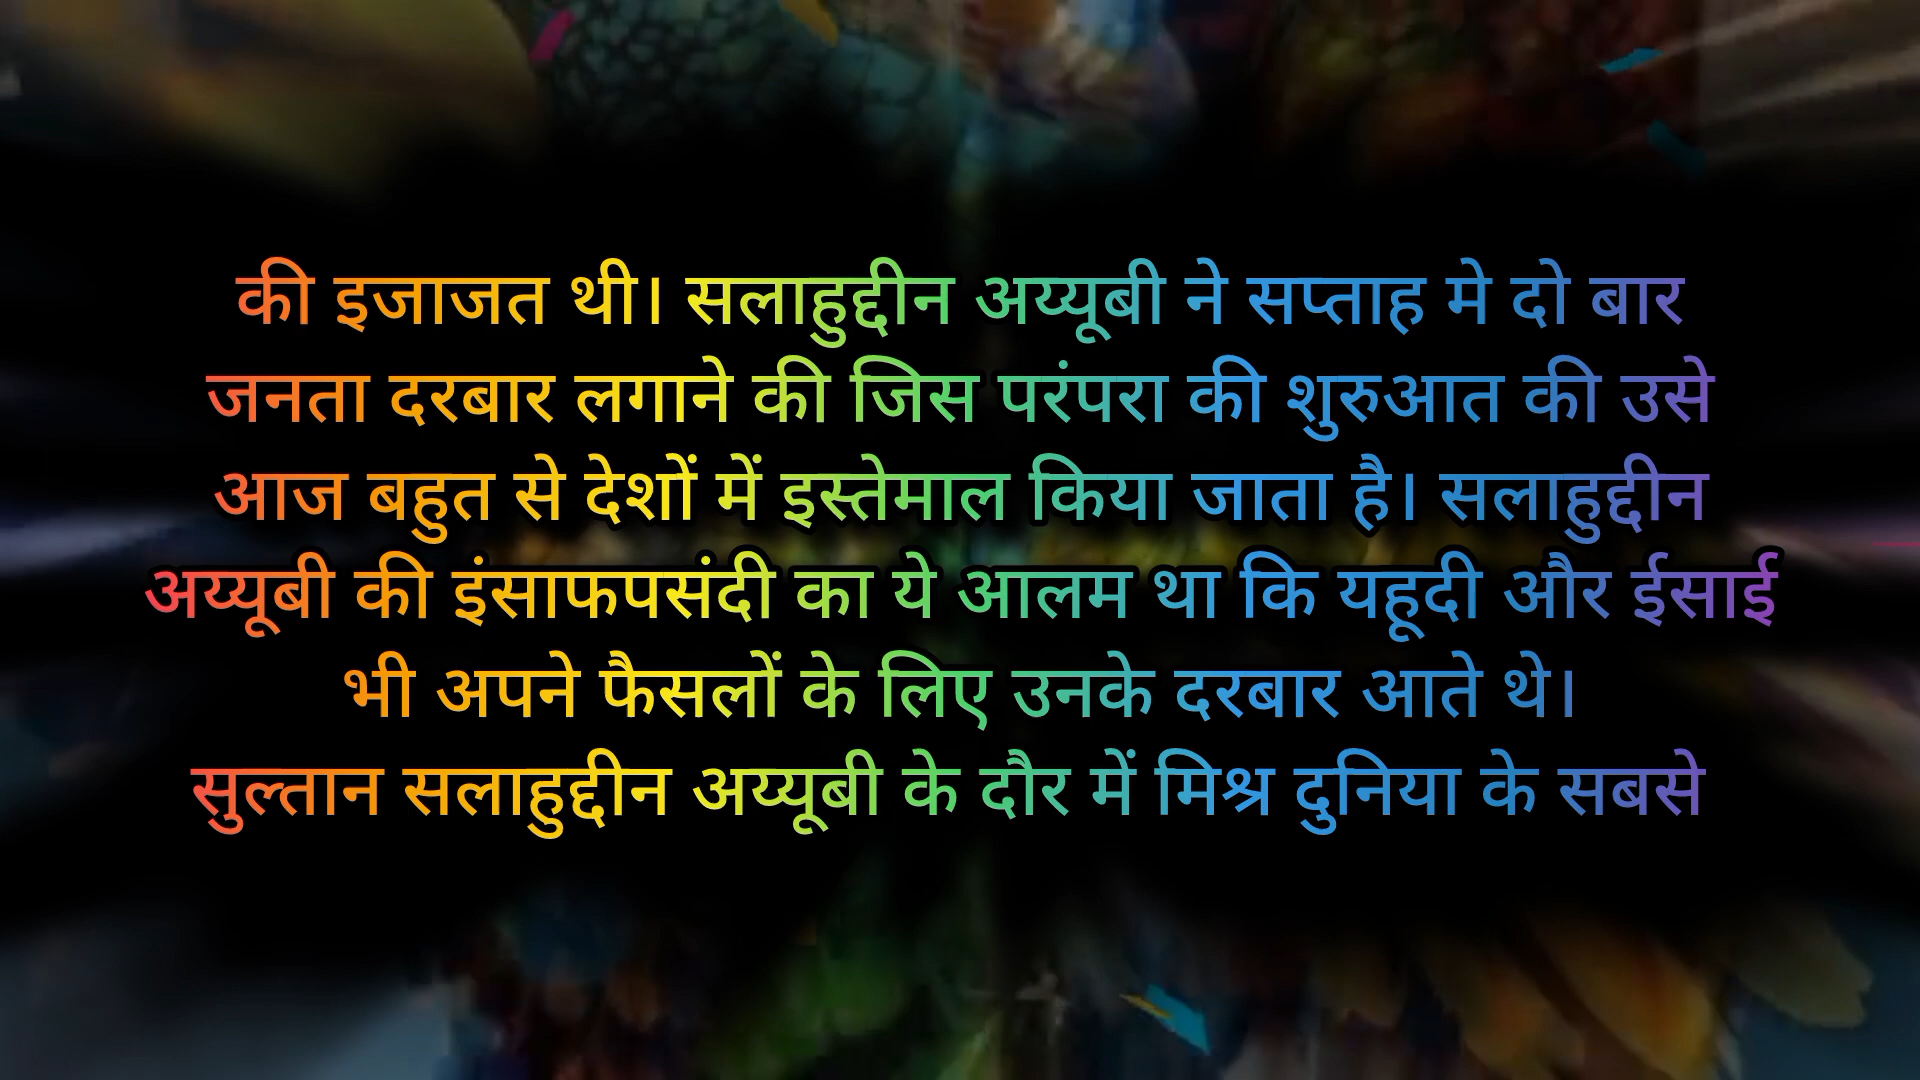 की इजाजत थी। सलाहुद्दीन अय्यूबी ने सप्ताह मे दो बार
जनता दरबार लगाने की जिस परंपरा की शुरुआत की उसे
आज बहुत से देशों में इस्तेमाल किया जाता है। सलाहुद्दीन
अय्यूबी की इंसाफपसंदी का ये आलम था कि यहूदी और ईसाई
भी अपने फैसलों के लिए उनके दरबार आते थे।
सुल्तान सलाहुद्दीन अय्यूबी के दौर में मिश्र दुनिया के सबसे